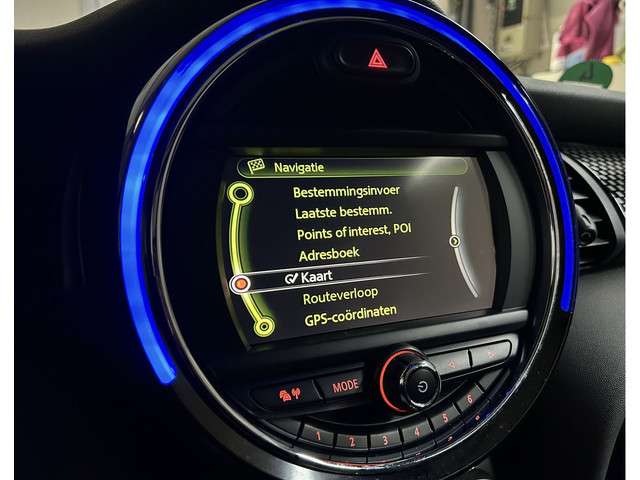 Navigatie
Bestemmingsinvoer
Laatste bestemm.
Points of interest, POI
Adresboek
Kaart
Routeverloop
GPS-coördinaten
MODE
1 2 3 4 5 6